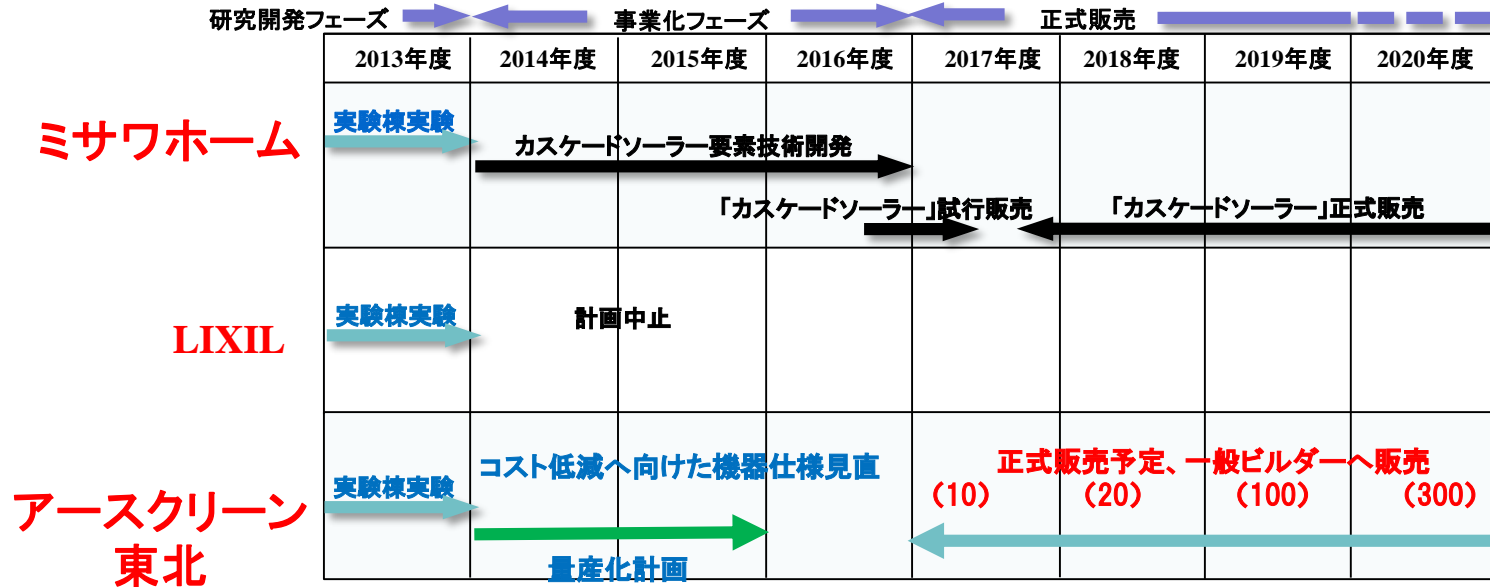 研究開発フェーズ
事業化フェーズ
正式販売
2013年度
2014年度
2015年度
2016年度
2017年度
2018年度
2019年度
2020年度
ミサワホーム
実験棟実験
カスケードソーラー要素技術開発
「カスケードソーラー」試行販売
「カスケードソーラー」正式販売
LIXIL
実験棟実験
計画中止
アースクリーン
東北
実験棟実験
コスト低減へ向けた機器仕様見直
量産化計画
正式販売予定、一般ビルダーへ販売
(10)
(20)
(100)
(300)